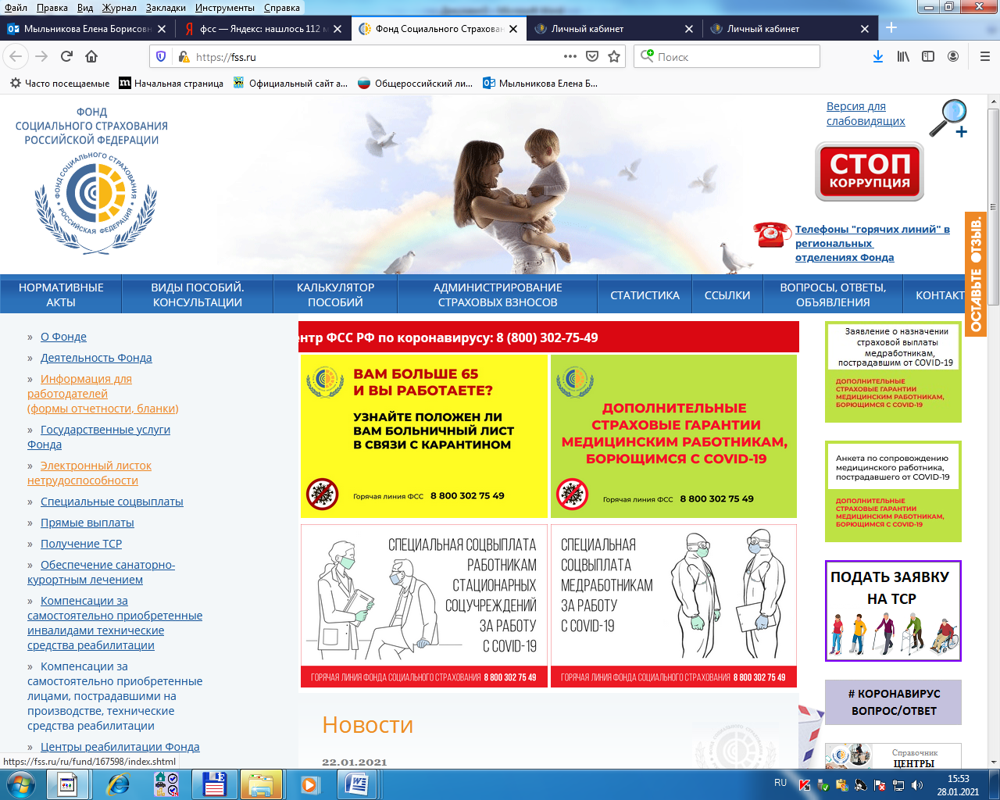 Файл Правка Вид Журнал Закладки Инструменты Справка
Мыльникова Елена Борисовн
фсс — Яндекс: нашлось 112 м
Фонд Социального Страхован
Личный кабинет
Личный кабинет
https://fss.ru
Поиск
Часто посещаемые
Начальная страница
Официальный сайт а...
Общероссийский ли...
Мыльникова Елена Б...
ФОНД
СОЦИАЛЬНОГО СТРАХОВАНИЯ
РОССИЙСКОЙ ФЕДЕРАЦИИ
ФОНД СОЦИАЛЬНОГО СТРАХОВАНИЯ
РОССИЙСКАЯ ФЕДЕРАЦИЯ
Версия для
слабовидящих
СТОП
КОРРУПЦИЯ
Телефоны "горячих линий" в
региональных
отделениях Фонда
ОСТАВЬТЕ ОТЗЫВ.
НОРМАТИВНЫЕ
АКТЫ
ВИДЫ ПОСОБИЙ.
КОНСУЛЬТАЦИИ
КАЛЬКУЛЯТОР
ПОСОБИЙ
АДМИНИСТРИРОВАНИЕ
СТРАХОВЫХ ВЗНОСОВ
СТАТИСТИКА
ССЫЛКИ
ВОПРОСЫ, ОТВЕТЫ,
ОБЪЯВЛЕНИЯ
КОНТАКТ
» О Фонде
» Деятельность Фонда
» Информация для
работодателей
(формы отчетности, бланки)
» Государственные услуги
Фонда
» Электронный листок
нетрудоспособности
» Специальные соцвыплаты
» Прямые выплаты
» Получение ТСР
» Обеспечение санаторно-
курортным лечением
» Компенсации за
самостоятельно приобретенные
инвалидами технические
средства реабилитации
» Компенсации за
самостоятельно приобретенные
лицами, пострадавшими на
производстве, технические
средства реабилитации
» Центры реабилитации Фонда
https://fss.ru/ru/fund/167598/index.shtml
ентр ФСС РФ по коронавирусу: 8 (800) 302-75-49
ВАМ БОЛЬШЕ 65
И ВЫ РАБОТАЕТЕ?
УЗНАЙТЕ ПОЛОЖЕН ЛИ
ВАМ БОЛЬНИЧНЫЙ ЛИСТ
В СВЯЗИ С КАРАНТИНОМ
Горячая линия ФСС 8 800 302 75 49
ДОПОЛНИТЕЛЬНЫЕ
СТРАХОВЫЕ ГАРАНТИИ
МЕДИЦИНСКИМ РАБОТНИКАМ,
БОРЮЩИМСЯ С COVID-19
Горячая линия ФСС 8 800 302 75 49
СПЕЦИАЛЬНАЯ СОЦВЫПЛАТА
РАБОТНИКАМ
СТАЦИОНАРНЫХ
СОЦУЧРЕЖДЕНИЙ
ЗА РАБОТУ
С COVID-19
ГОРЯЧАЯ ЛИНИЯ ФОНДА СОЦИАЛЬНОГО СТРАХОВАНИЯ 8 800 302 75 49
СПЕЦИАЛЬНАЯ
СОЦВЫПЛАТА
МЕДРАБОТНИКАМ
ЗА РАБОТУ
С COVID-19
ГОРЯЧАЯ ЛИНИЯ ФОНДА СОЦИАЛЬНОГО СТРАХОВАНИЯ 8 800 302 75 49
Новости
22.01.2021
Заявление о назначении
страховой выплаты
медработникам,
пострадавшим от COVID-19
ДОПОЛНИТЕЛЬНЫЕ
СТРАХОВЫЕ ГАРАНТИИ
МЕДИЦИНСКИМ РАБОТНИКАМ,
БОРЮЩИМСЯ С COVID-19
Анкета по сопровождению
медицинского работника,
пострадавшего от COVID-19
ДОПОЛНИТЕЛЬНЫЕ
СТРАХОВЫЕ ГАРАНТИИ
МЕДИЦИНСКИМ РАБОТНИКАМ,
БОРЮЩИМСЯ С COVID-19
ПОДАТЬ ЗАЯВКУ
НА ТСР
# КОРОНАВИРУС
ВОПРОС/ОТВЕТ
Справочник
ЦЕНТРЫ
RU
15:53
28.01.2021